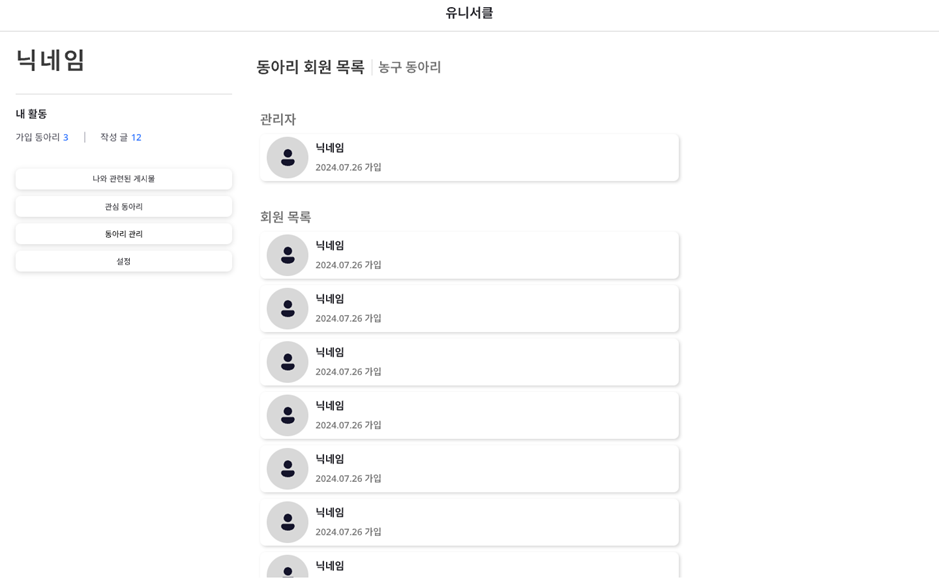 유니서클
닉네임
내 활동
가입 동아리 3 | 작성 글 12
나와 관련된 게시물
관심 동아리
동아리 관리
설정
동아리 회원 목록 | 농구 동아리
관리자
닉네임
2024.07.26 가입
회원 목록
닉네임
2024.07.26 가입
닉네임
2024.07.26 가입
닉네임
2024.07.26 가입
닉네임
2024.07.26 가입
닉네임
2024.07.26 가입
닉네임
2024.07.26 가입
닉네임